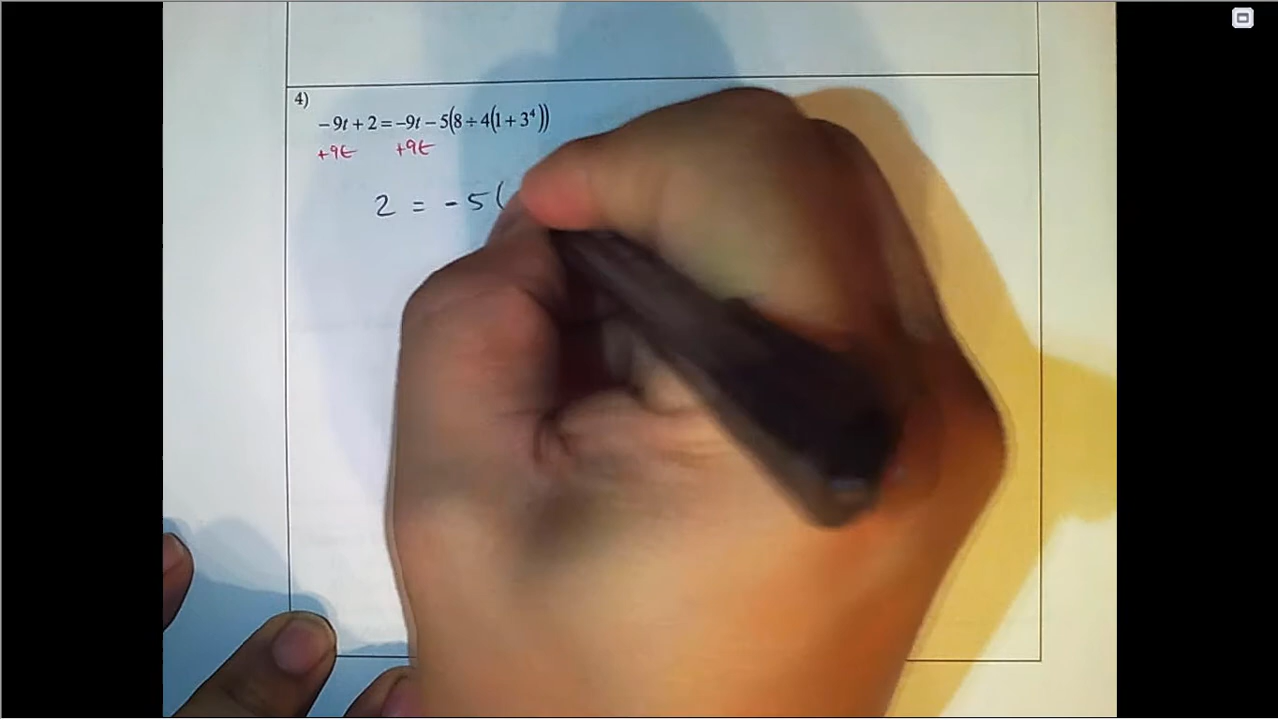 4)
−9t + 2 = −9t − 5(8 ÷ 4(1 + 3⁴))
+9t +9t
2 = - 5 (